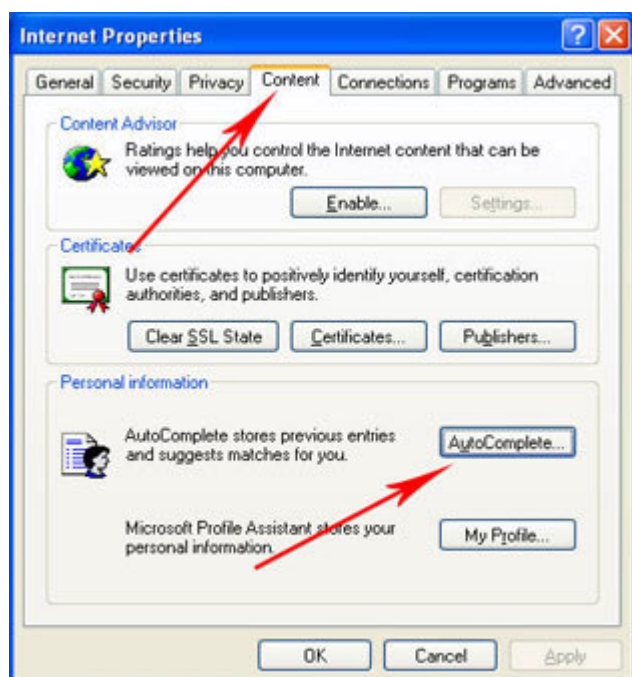 Internet Properties
General Security Privacy Content Connections Programs Advanced
Content Advisor
Ratings help you control the Internet content that can be
viewed on this computer.
Enable... Settings...
Certificates
Use certificates to positively identify yourself, certification
authorities, and publishers.
Clear SSL State Certificates... Publishers...
Personal information
AutoComplete stores previous entries
and suggests matches for you.
AutoComplete...
Microsoft Profile Assistant stores your
personal information.
My Profile...
OK Cancel Apply